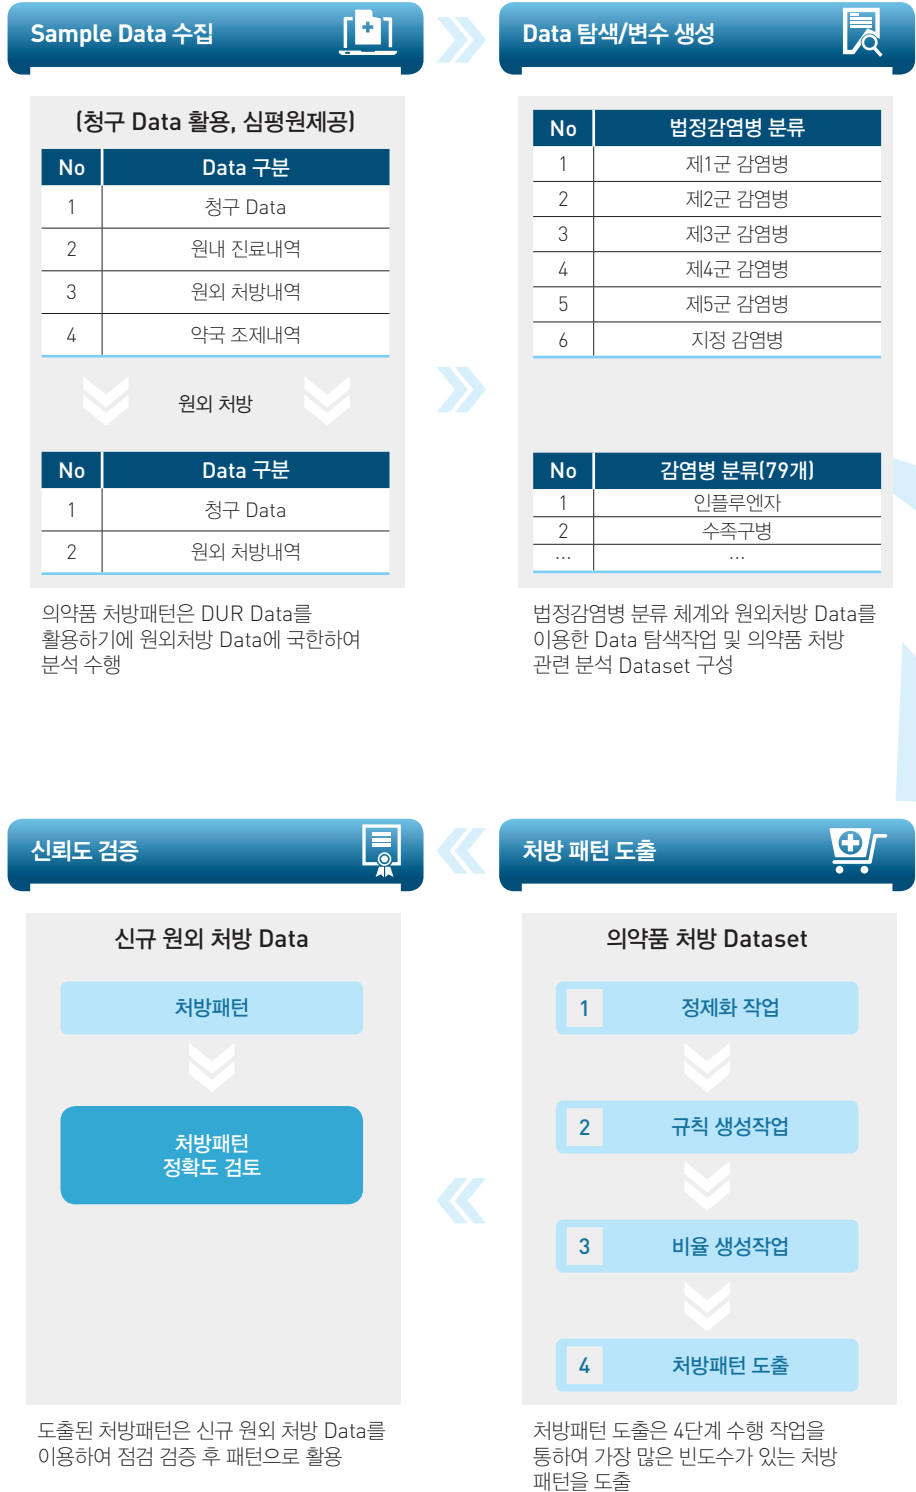 Sample Data 수집
(청구 Data 활용, 심평원제공)
No Data 구분
1 청구 Data
2 원내 진료내역
3 원외 처방내역
4 약국 조제내역
원외 처방
No Data 구분
1 청구 Data
2 원외 처방내역
의약품 처방패턴은 DUR Data를
활용하기에 원외처방 Data에 국한하여
분석 수행
Data 탐색/변수 생성
No 법정감염병 분류
1 제1군 감염병
2 제2군 감염병
3 제3군 감염병
4 제4군 감염병
5 제5군 감염병
6 지정 감염병
No 감염병 분류(79개)
1 인플루엔자
2 수족구병
... ...
법정감염병 분류 체계와 원외처방 Data를
이용한 Data 탐색작업 및 의약품 처방
관련 분석 Dataset 구성
처방 패턴 도출
의약품 처방 Dataset
1 정제화 작업
2 규칙 생성작업
3 비율 생성작업
4 처방패턴 도출
처방패턴 도출은 4단계 수행 작업을
통하여 가장 많은 빈도수가 있는 처방
패턴을 도출
신뢰도 검증
신규 원외 처방 Data
처방패턴
처방패턴
정확도 검토
도출된 처방패턴은 신규 원외 처방 Data를
이용하여 점검 검증 후 패턴으로 활용